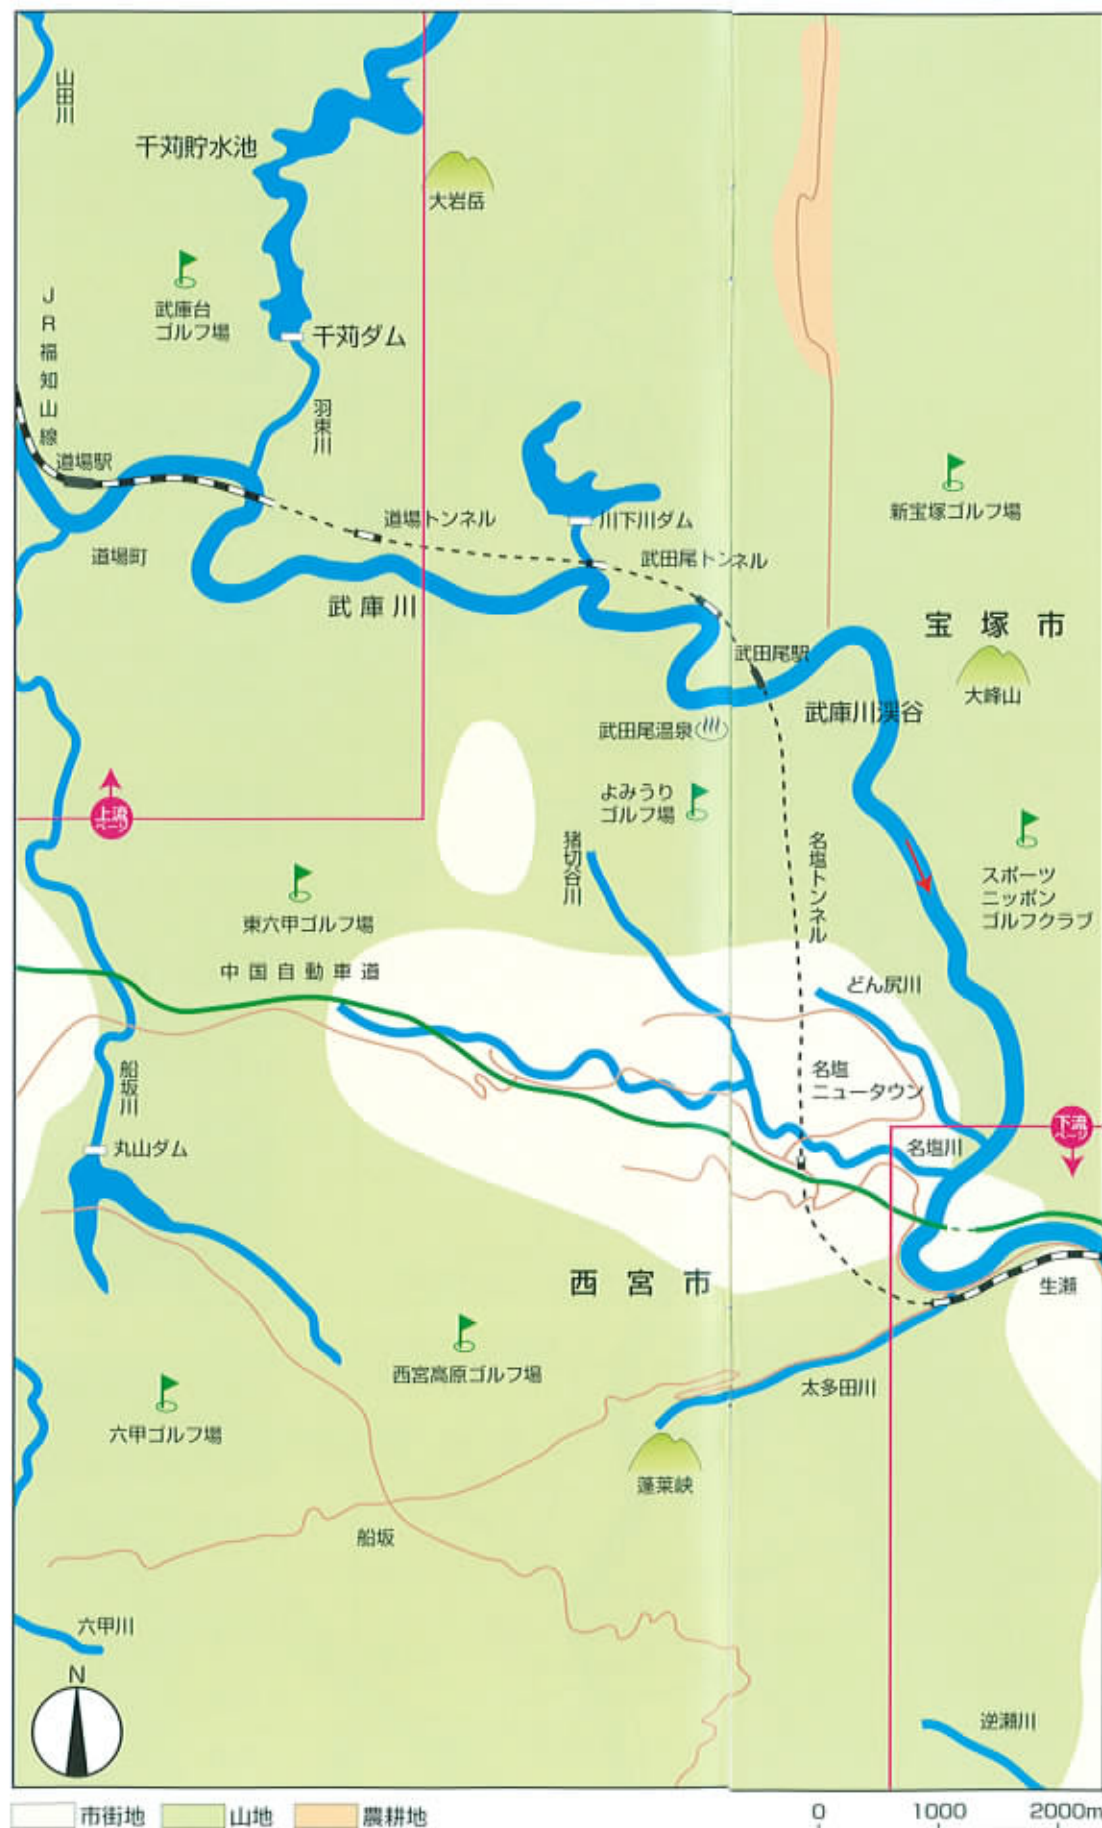 山田川
千苅貯水池
大岩岳
武庫台
ゴルフ場
千苅ダム
JR福知山線
羽束川
道場駅
道場トンネル
川下川ダム
新宝塚ゴルフ場
道場町
武田尾トンネル
武庫川
宝塚市
武田尾駅
大峰山
武庫川渓谷
武田尾温泉
よみうり
ゴルフ場
上流
ページ
猪切谷川
名塩トンネル
スポーツ
ニッポン
ゴルフクラブ
東六甲ゴルフ場
中国自動車道
どん尻川
船坂川
名塩
ニュータウン
下流
ページ
丸山ダム
名塩川
西宮市
生瀬
西宮高原ゴルフ場
太多田川
六甲ゴルフ場
蓬莱峡
船坂
六甲川
N
逆瀬川
市街地
山地
農耕地
0
1000
2000m